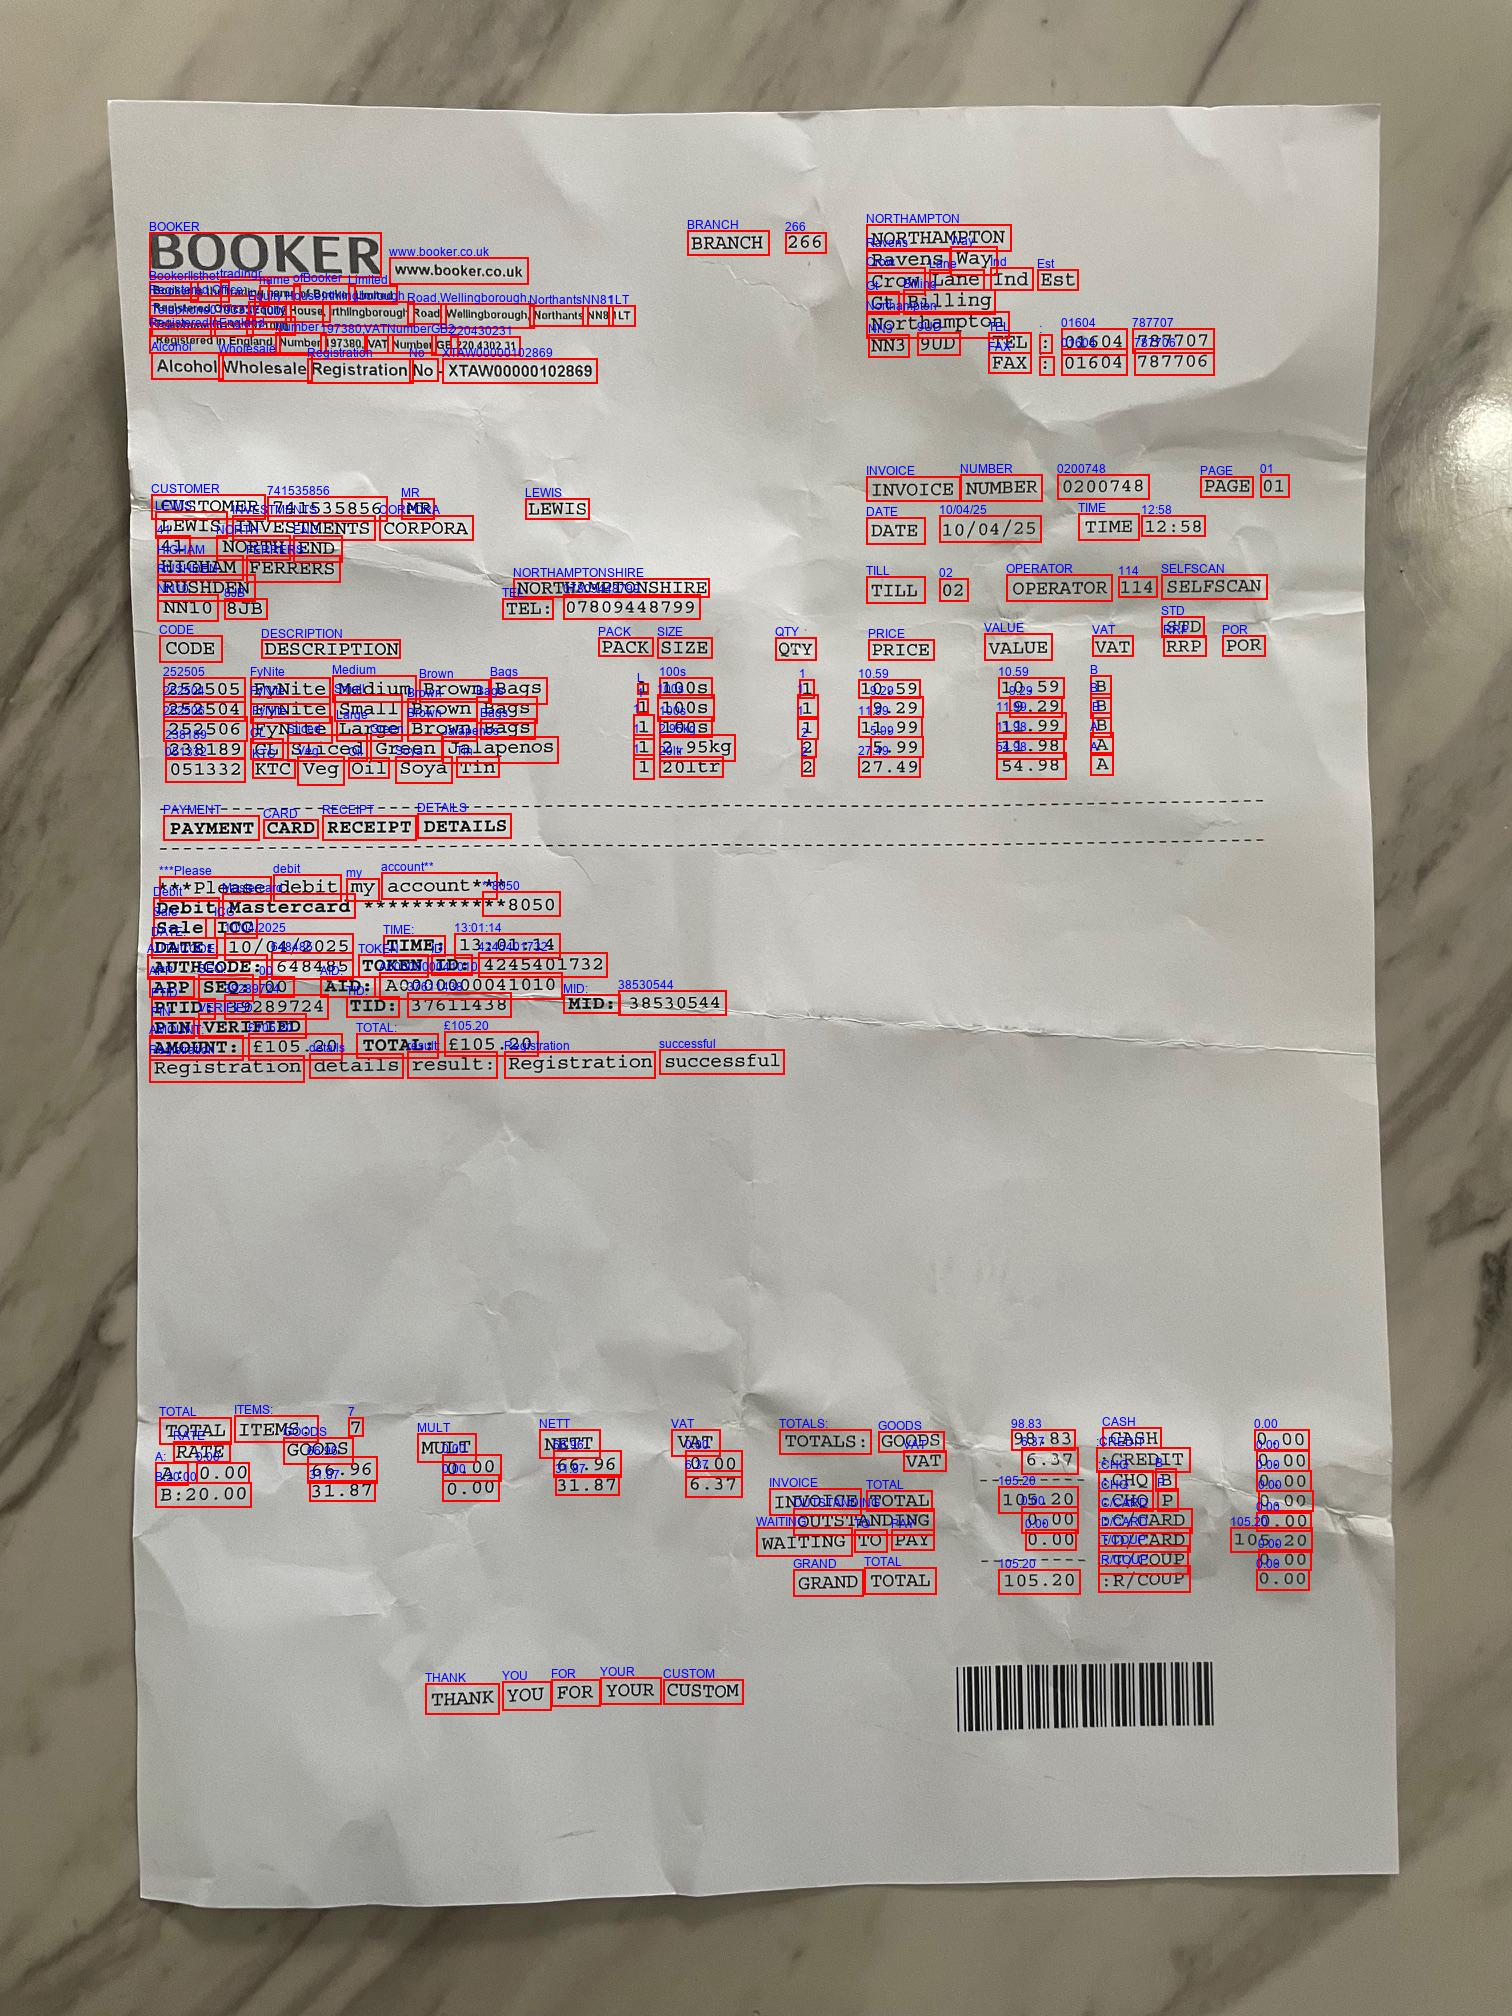 BOOKER www.booker.co.uk
BRANCH 266
NORTHAMPTON
Ravens Way
Crow Lane Ind Est
Gt Billing
Northampton
NN3 9UD TEL : 01604 787707
FAX : 01604 787706
Booker is the trading name of Booker Limited
Registered Office: Equity House, Irthlingborough Road, Wellingborough, Northants NN8 1LT
Registered in England Number 197380, VAT Number GB 220 4302 31
Alcohol Wholesale Registration No - XTAW00000102869
INVOICE NUMBER 0200748 PAGE 01
DATE 10/04/25 TIME 12:58
TILL 02 OPERATOR 114 SELFSCAN
CUSTOMER 741535856 MR LEWIS
LEWIS INVESTMENTS CORPORA
41 NORTH END
HIGHAM FERRERS
RUSHDEN NORTHAMPTONSHIRE
NN10 8JB TEL: 07809448799
STD
CODE DESCRIPTION PACK SIZE QTY PRICE VALUE VAT RRP POR
252505 FyNite Medium Brown Bags 1 100s 1 10.59 10.59 B
252504 FyNite Small Brown Bags 1 100s 1 9.29 9.29 B
252506 FyNite Large Brown Bags 1 100s 1 11.99 11.99 B
238189 CL Sliced Green Jalapenos 1 2.95kg 2 5.99 11.98 A
051332 KTC Veg Oil Soya Tin 1 20ltr 2 27.49 54.98 A
PAYMENT CARD RECEIPT DETAILS
***Please debit my account***
Debit Mastercard ************8050
Sale ICC
DATE: 10/04/2025 TIME: 13:01:14
AUTHCODE: 648485 TOKEN ID: 4245401732
APP SEQ: 00 AID: A0000000041010
PTID: 39289724 TID: 37611438 MID: 38530544
PIN VERIFIED
AMOUNT: £105.20 TOTAL: £105.20
Registration details result: Registration successful
TOTAL ITEMS: 7
RATE GOODS MULT NETT VAT
A: 0.00 66.96 0.00 66.96 0.00
B:20.00 31.87 0.00 31.87 6.37
TOTALS: GOODS 98.83 :CASH 0.00
VAT 6.37 :CREDIT 0.00
---------- :CHQ B 0.00
INVOICE TOTAL 105.20 :CHQ P 0.00
OUTSTANDING 0.00 :C/CARD 0.00
WAITING TO PAY 0.00 :D/CARD 105.20
---------- :T/COUP 0.00
GRAND TOTAL 105.20 :R/COUP 0.00
THANK YOU FOR YOUR CUSTOM